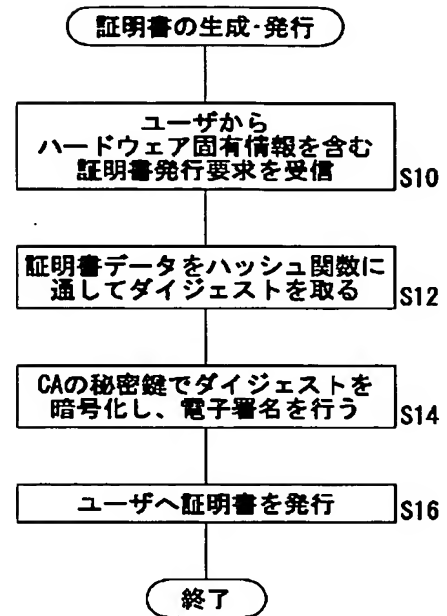 証明書の生成・発行
ユーザから
ハードウェア固有情報を含む
証明書発行要求を受信
S10
証明書データをハッシュ関数に
通してダイジェストを取る
S12
CAの秘密鍵でダイジェストを
暗号化し、電子署名を行う
S14
ユーザへ証明書を発行
S16
終了